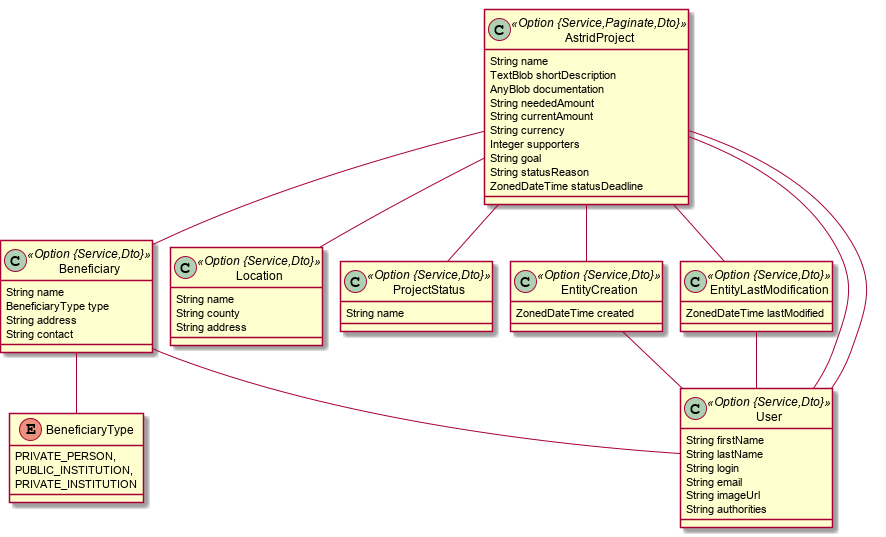 C «Option {Service,Paginate,Dto}»
AstridProject
String name
TextBlob shortDescription
AnyBlob documentation
String neededAmount
String currentAmount
String currency
Integer supporters
String goal
String statusReason
ZonedDateTime statusDeadline
C «Option {Service,Dto}»
Beneficiary
String name
BeneficiaryType type
String address
String contact
C «Option {Service,Dto}»
Location
String name
String county
String address
C «Option {Service,Dto}»
ProjectStatus
String name
C «Option {Service,Dto}»
EntityCreation
ZonedDateTime created
C «Option {Service,Dto}»
EntityLastModification
ZonedDateTime lastModified
E BeneficiaryType
PRIVATE_PERSON,
PUBLIC_INSTITUTION,
PRIVATE_INSTITUTION
C «Option {Service,Dto}»
User
String firstName
String lastName
String login
String email
String imageUrl
String authorities